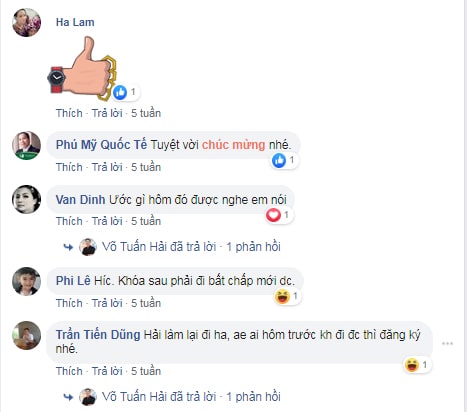 Ha Lam
1
Thích · Trả lời · 5 tuần
Phú Mỹ Quốc Tế Tuyệt vời chúc mừng nhé.
1
Thích · Trả lời · 5 tuần
Van Dinh Ước gì hôm đó được nghe em nói
1
Thích · Trả lời · 5 tuần
Võ Tuấn Hải đã trả lời · 1 phản hồi
Phi Lê Híc. Khóa sau phải đi bất chấp mới dc.
1
Thích · Trả lời · 5 tuần
Trần Tiến Dũng Hải làm lại đi ha, ae ai hôm trước kh đi đc thì đăng ký
nhé.
1
Thích · Trả lời · 5 tuần
Võ Tuấn Hải đã trả lời · 1 phản hồi